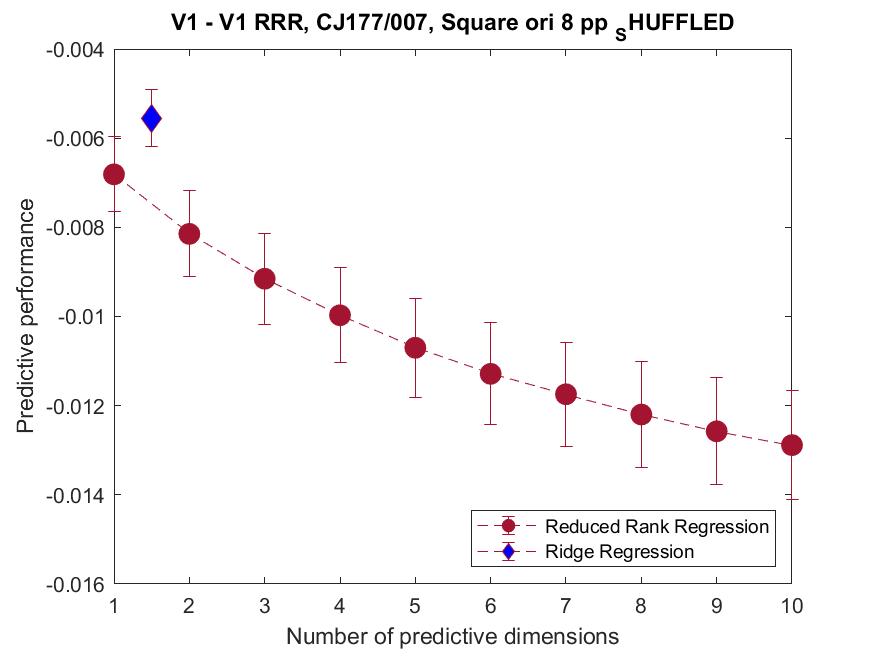 V1 - V1 RRR, CJ177/007, Square ori 8 pp SHUFFLED
-0.004
-0.006
-0.008
-0.01
-0.012
-0.014
-0.016
Predictive performance
Reduced Rank Regression
Ridge Regression
1 2 3 4 5 6 7 8 9 10
Number of predictive dimensions